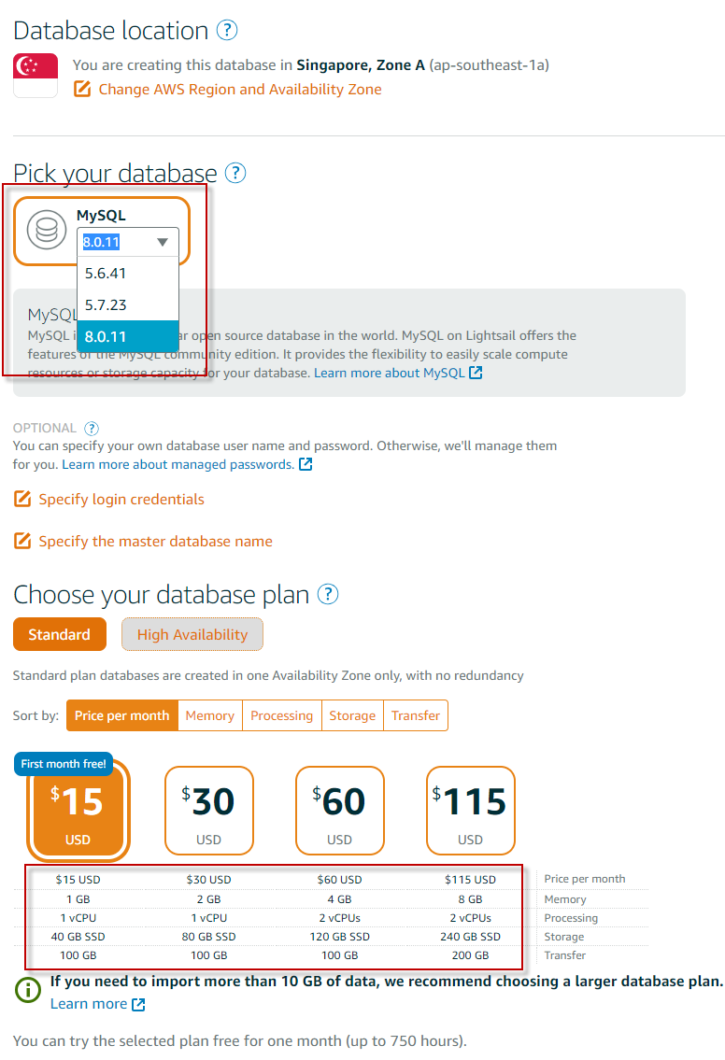 Database location ?
You are creating this database in Singapore, Zone A (ap-southeast-1a)
Change AWS Region and Availability Zone
Pick your database ?
MySQL
8.0.11
5.6.41
5.7.23
8.0.11
MySQL
MySQL i ar open source database in the world. MySQL on Lightsail offers the
features of the MySQL community edition. It provides the flexibility to easily scale compute
resources or storage capacity for your database. Learn more about MySQL
OPTIONAL ?
You can specify your own database user name and password. Otherwise, we'll manage them
for you. Learn more about managed passwords.
Specify login credentials
Specify the master database name
Choose your database plan ?
Standard High Availability
Standard plan databases are created in one Availability Zone only, with no redundancy
Sort by: Price per month Memory Processing Storage Transfer
First month free!
$15 $30 $60 $115
USD USD USD USD
$15 USD $30 USD $60 USD $115 USD Price per month
1 GB 2 GB 4 GB 8 GB Memory
1 vCPU 1 vCPU 2 vCPUs 2 vCPUs Processing
40 GB SSD 80 GB SSD 120 GB SSD 240 GB SSD Storage
100 GB 100 GB 100 GB 200 GB Transfer
If you need to import more than 10 GB of data, we recommend choosing a larger database plan.
Learn more
You can try the selected plan free for one month (up to 750 hours).